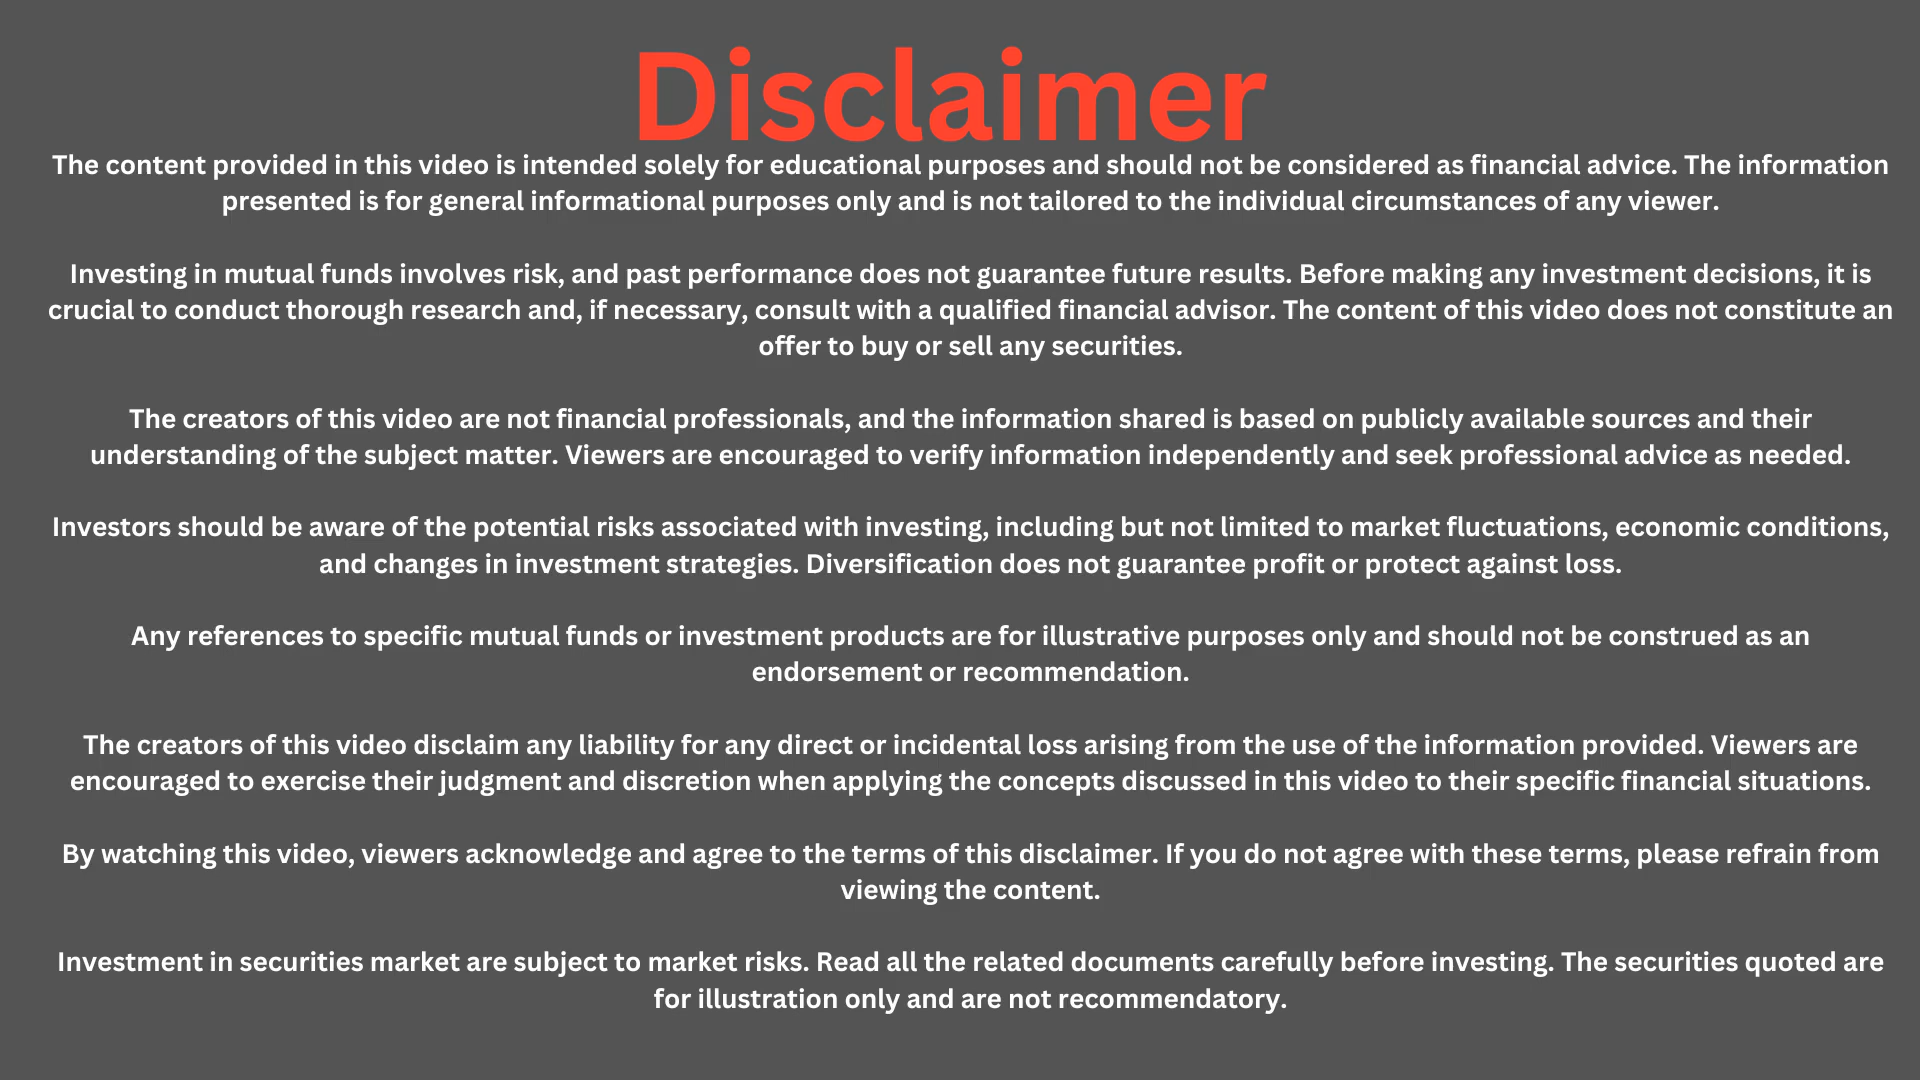 Disclaimer
The content provided in this video is intended solely for educational purposes and should not be considered as financial advice. The information
presented is for general informational purposes only and is not tailored to the individual circumstances of any viewer.
Investing in mutual funds involves risk, and past performance does not guarantee future results. Before making any investment decisions, it is
crucial to conduct thorough research and, if necessary, consult with a qualified financial advisor. The content of this video does not constitute an
offer to buy or sell any securities.
The creators of this video are not financial professionals, and the information shared is based on publicly available sources and their
understanding of the subject matter. Viewers are encouraged to verify information independently and seek professional advice as needed.
Investors should be aware of the potential risks associated with investing, including but not limited to market fluctuations, economic conditions,
and changes in investment strategies. Diversification does not guarantee profit or protect against loss.
Any references to specific mutual funds or investment products are for illustrative purposes only and should not be construed as an
endorsement or recommendation.
The creators of this video disclaim any liability for any direct or incidental loss arising from the use of the information provided. Viewers are
encouraged to exercise their judgment and discretion when applying the concepts discussed in this video to their specific financial situations.
By watching this video, viewers acknowledge and agree to the terms of this disclaimer. If you do not agree with these terms, please refrain from
viewing the content.
Investment in securities market are subject to market risks. Read all the related documents carefully before investing. The securities quoted are
for illustration only and are not recommendatory.